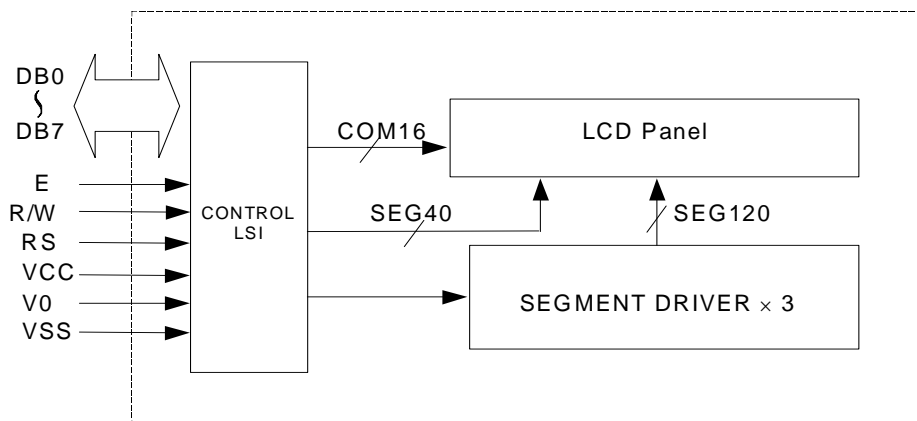 DB0
DB7
E
R/W
RS
VCC
V0
VSS
CONTROL
LSI
COM16
SEG40
LCD Panel
SEG120
SEGMENT DRIVER × 3